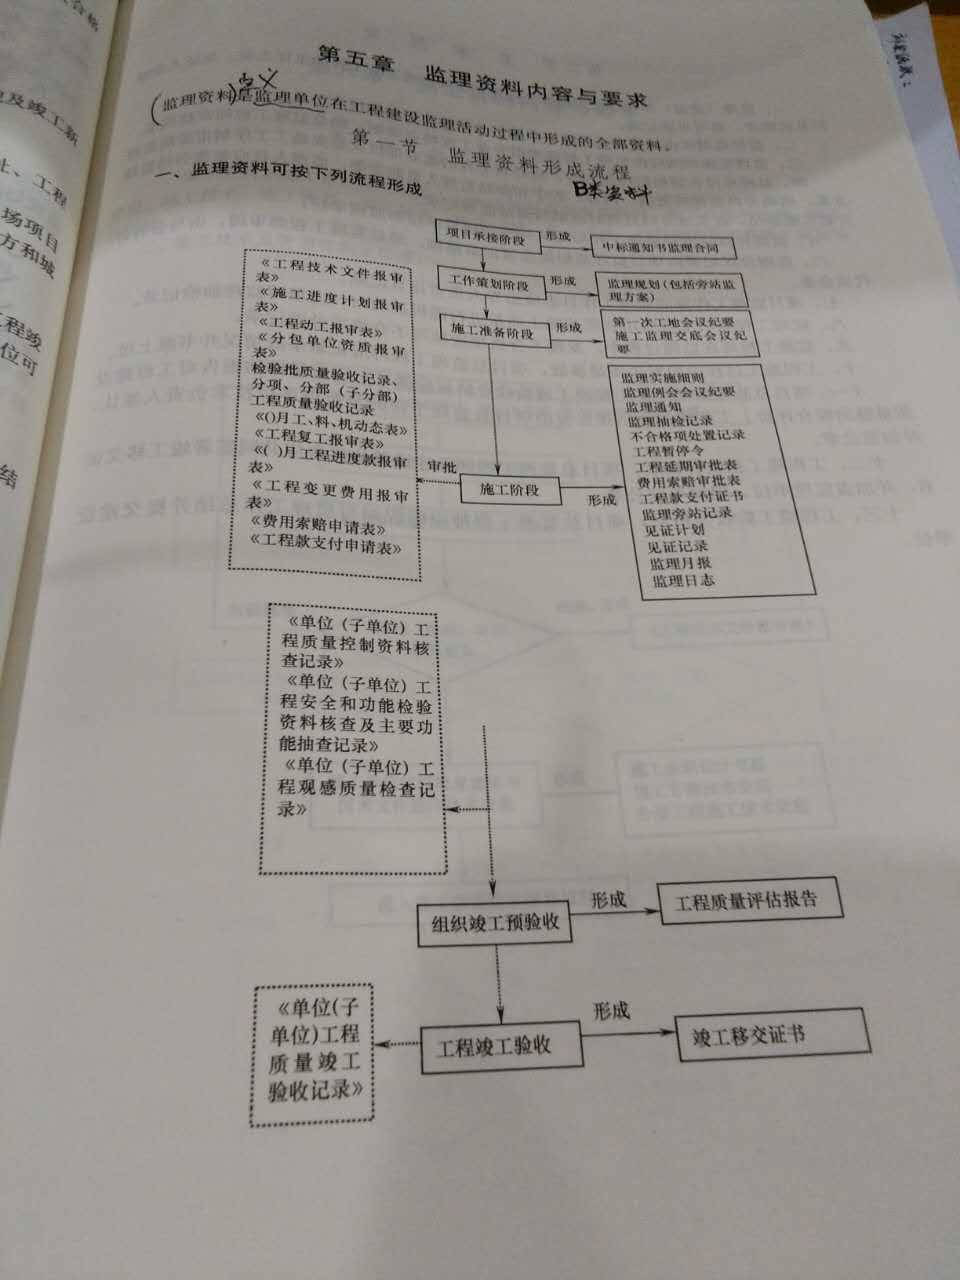 第五章 监理资料内容与要求
定义
(监理资料)是监理单位在工程建设监理活动过程中形成的全部资料。
第一节 监理资料形成流程
一、监理资料可按下列流程形成
B类资料
项目承接阶段
形成
中标通知书监理合同
工作策划阶段
形成
监理规划(包括旁站监
理方案)
施工准备阶段
形成
第一次工地会议纪要
施工监理交底会议纪
要
《工程技术文件报审
表》
《施工进度计划报审
表》
《工程动工报审表》
《分包单位资质报审
表》
检验批质量验收记录、
分项、分部（子分部）
工程质量验收记录
《()月工、料、机动态表》
《工程复工报审表》
《( )月工程进度款报审
表》
《工程变更费用报审
表》
《费用索赔申请表》
《工程款支付申请表》
审批
施工阶段
形成
监理实施细则
监理例会会议纪要
监理通知
监理抽检记录
不合格项处置记录
工程暂停令
工程延期审批表
费用索赔审批表
工程款支付证书
监理旁站记录
见证计划
见证记录
监理月报
监理日志
《单位（子单位）工
程质量控制资料核
查记录》
《单位（子单位）工
程安全和功能检验
资料核查及主要功
能抽查记录》
《单位（子单位）工
程观感质量检查记
录》
组织竣工预验收
形成
工程质量评估报告
《单位(子
单位)工程
质量竣工
验收记录》
工程竣工验收
形成
竣工移交证书
及竣工新
址、工程
场项目
方和城
工程竣
位可
结